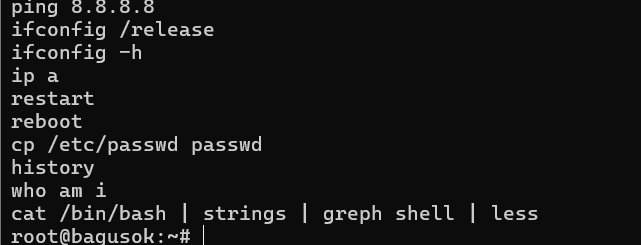 ping 8.8.8.8
ifconfig /release
ifconfig -h
ip a
restart
reboot
cp /etc/passwd passwd
history
who am i
cat /bin/bash | strings | greph shell | less
root@bagusok:~#